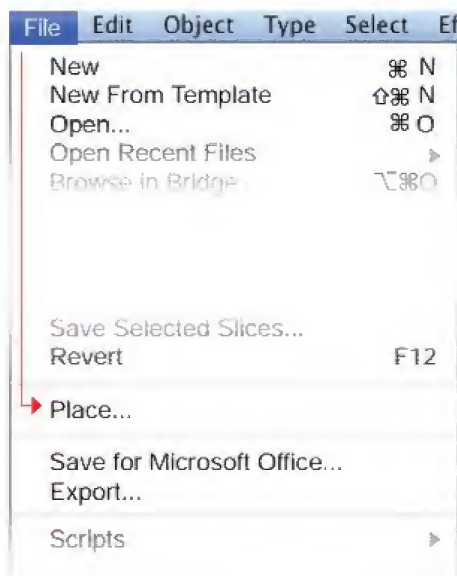 File Edit Object Type Select Ef
New ⌘ N
New From Template ⇧⌘ N
Open... ⌘ O
Open Recent Files
Browse in Bridge... ⌥⌘O
Save Selected Slices...
Revert F12
Place...
Save for Microsoft Office...
Export...
Scripts